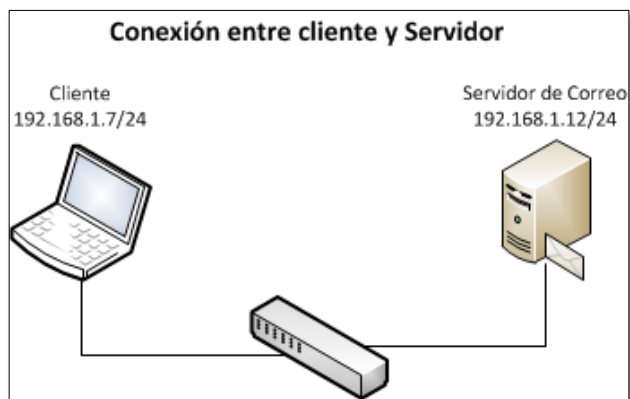 Conexión entre cliente y Servidor
Cliente
192.168.1.7/24
Servidor de Correo
192.168.1.12/24